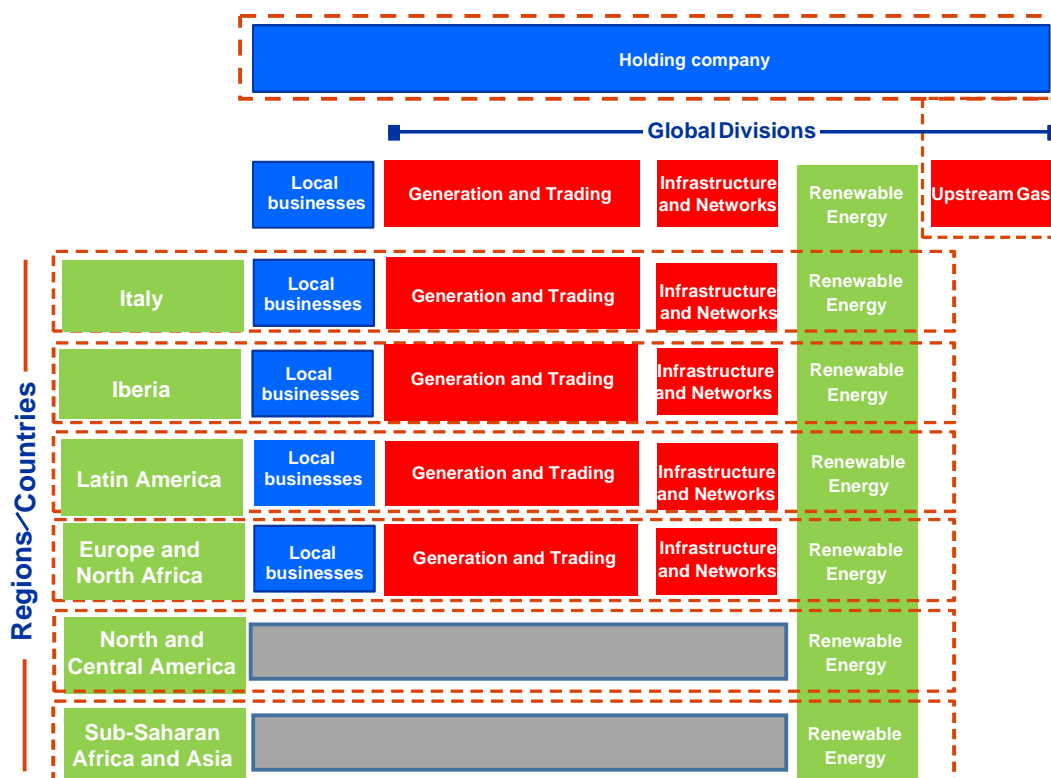 Holding company
Global Divisions
Local
businesses
Generation and Trading
Infrastructure
and Networks
Renewable
Energy
Upstream Gas
Regions/Countries
Italy
Local
businesses
Generation and Trading
Infrastructure
and Networks
Renewable
Energy
Iberia
Local
businesses
Generation and Trading
Infrastructure
and Networks
Renewable
Energy
Latin America
Local
businesses
Generation and Trading
Infrastructure
and Networks
Renewable
Energy
Europe and
North Africa
Local
businesses
Generation and Trading
Infrastructure
and Networks
Renewable
Energy
North and
Central America
Renewable
Energy
Sub-Saharan
Africa and Asia
Renewable
Energy